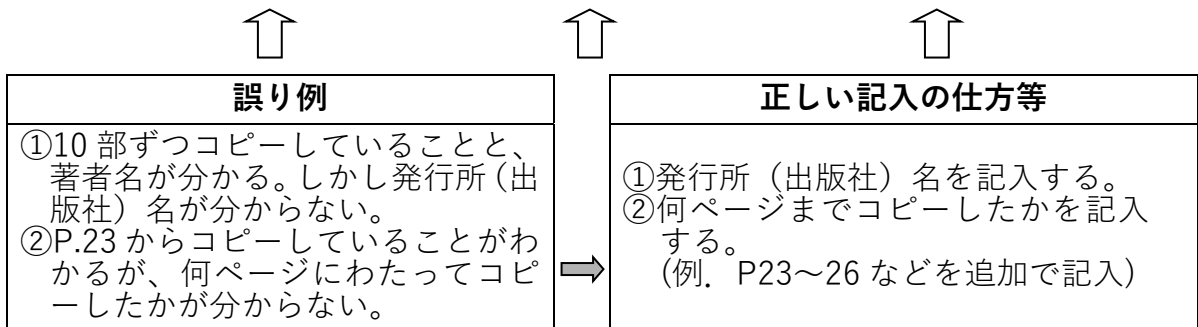 誤り例
①10 部ずつコピーしていることと、
著者名が分かる。しかし発行所（出
版社）名が分からない。
②P.23 からコピーしていることがわ
かるが、何ページにわたってコピ
ーしたかが分からない。
正しい記入の仕方等
①発行所（出版社）名を記入する。
②何ページまでコピーしたかを記入
する。
(例．P23～26 などを追加で記入)